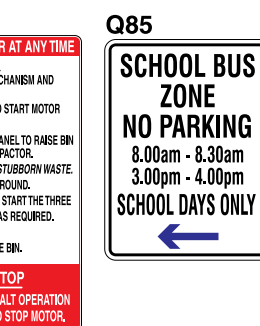 R AT ANY TIME
CHANISM AND
O START MOTOR
ANEL TO RAISE BIN
PACTOR.
STUBBORN WASTE.
ROUND.
START THE THREE
AS REQUIRED.
E BIN.
TOP
ALT OPERATION
O STOP MOTOR.
Q85
SCHOOL BUS
ZONE
NO PARKING
8.00am - 8.30am
3.00pm - 4.00pm
SCHOOL DAYS ONLY